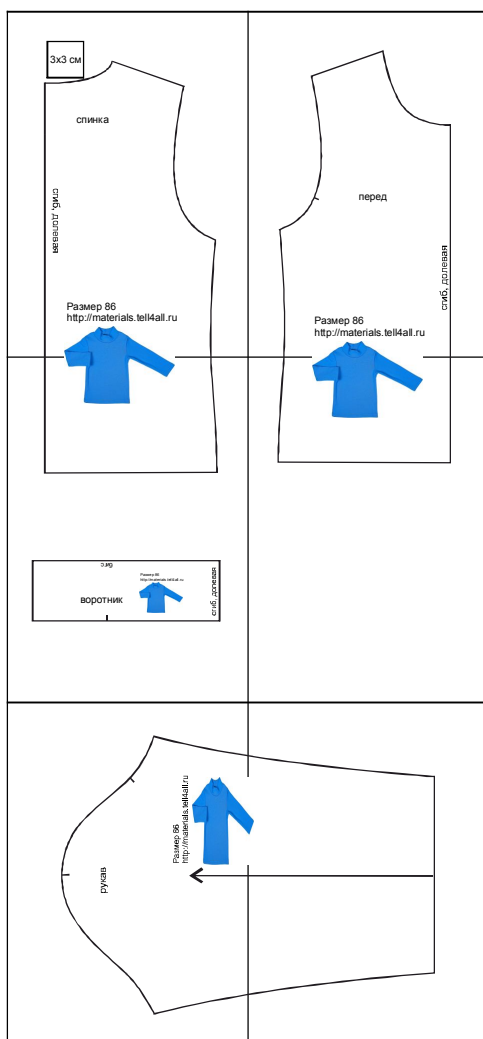 3х3 см
спинка
сгиб, долевая
Размер 86
http://materials.tell4all.ru
перед
сгиб, долевая
Размер 86
http://materials.tell4all.ru
сгиб
Размер 86
http://materials.tell4all.ru
воротник
сгиб, долевая
рукав
Размер 86
http://materials.tell4all.ru